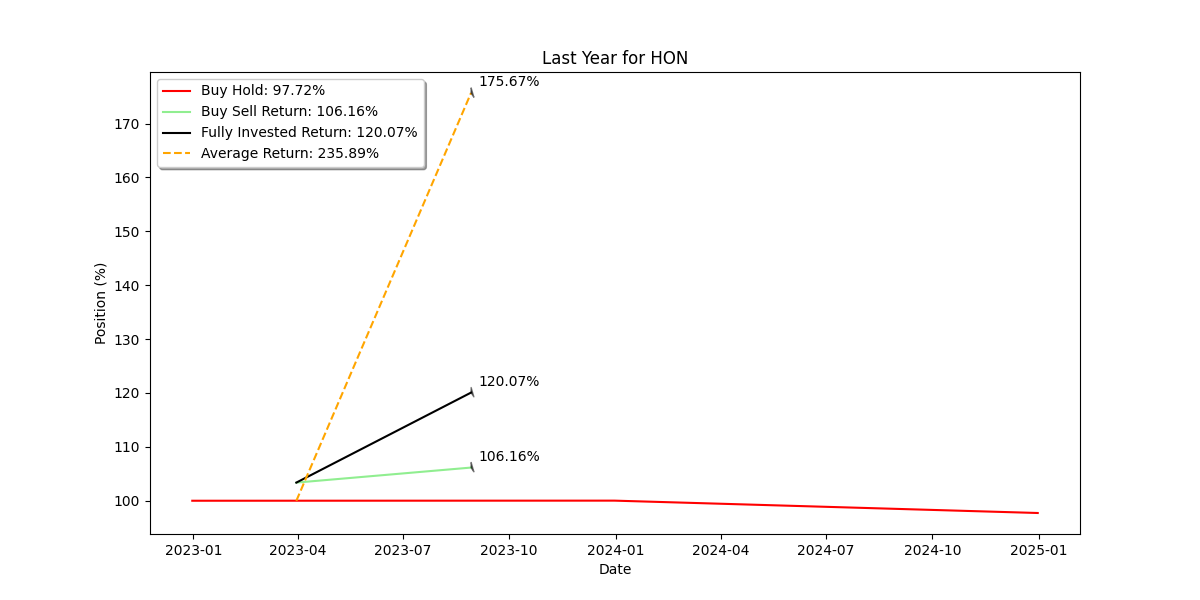 Last Year for HON
175.67%
Buy Hold: 97.72%
Buy Sell Return: 106.16%
Fully Invested Return: 120.07%
Average Return: 235.89%
170
160
150
140
130
120
110
100
Position (%)
120.07%
106.16%
2023-01 2023-04 2023-07 2023-10 2024-01 2024-04 2024-07 2024-10 2025-01
Date